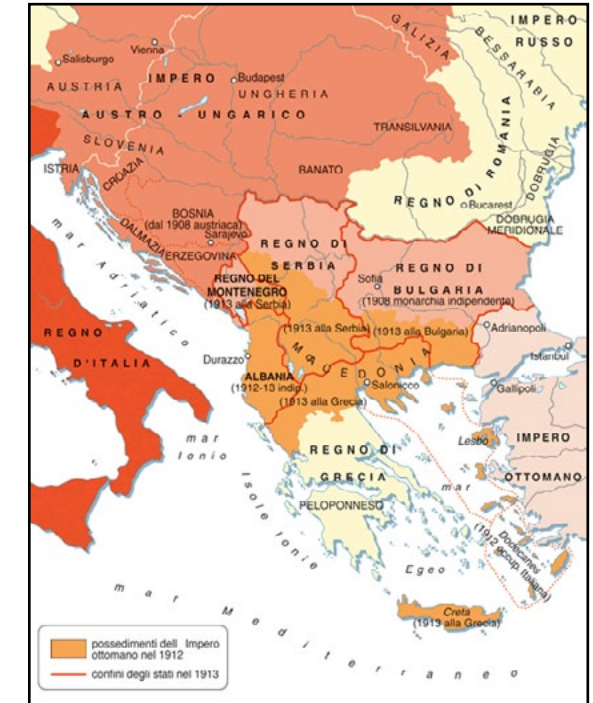 GALIZIA
IMPERO
RUSSO
BESSARABIA
Vienna
Salisburgo
AUSTRIA
IMPERO
Budapest
UNGHERIA
AUSTRO - UNGARICO
TRANSILVANIA
SLOVENIA
ISTRIA
CROAZIA
BANATO
REGNO DI ROMANIA
DOBRUGIA
Bucarest
DOBRUGIA
MERIDIONALE
DALMAZIA
BOSNIA
(dal 1908 austriaca)
Sarajevo
ERZEGOVINA
mar Adriatico
REGNO DI
SERBIA
REGNO DEL
MONTENEGRO
(1913 alla Serbia)
Sofia
REGNO DI
BULGARIA
(1908 monarchia indipendente)
REGNO
D'ITALIA
(1913 alla Serbia)
(1913 alla Bulgaria)
Adrianopoli
Istanbul
MACEDONIA
Durazzo
ALBANIA
(1912-13 indip.)
Salonicco
(1913 alla Grecia)
Gallipoli
mar
Ionio
Isole Ionie
REGNO DI
GRECIA
PELOPONNESO
Lesbo
IMPERO
OTTOMANO
mar
Egeo
Dodecanes
(1912 occup. Italiana)
Creta
(1913 alla Grecia)
mar Mediterraneo
possedimenti dell Impero
ottomano nel 1912
confini degli stati nel 1913